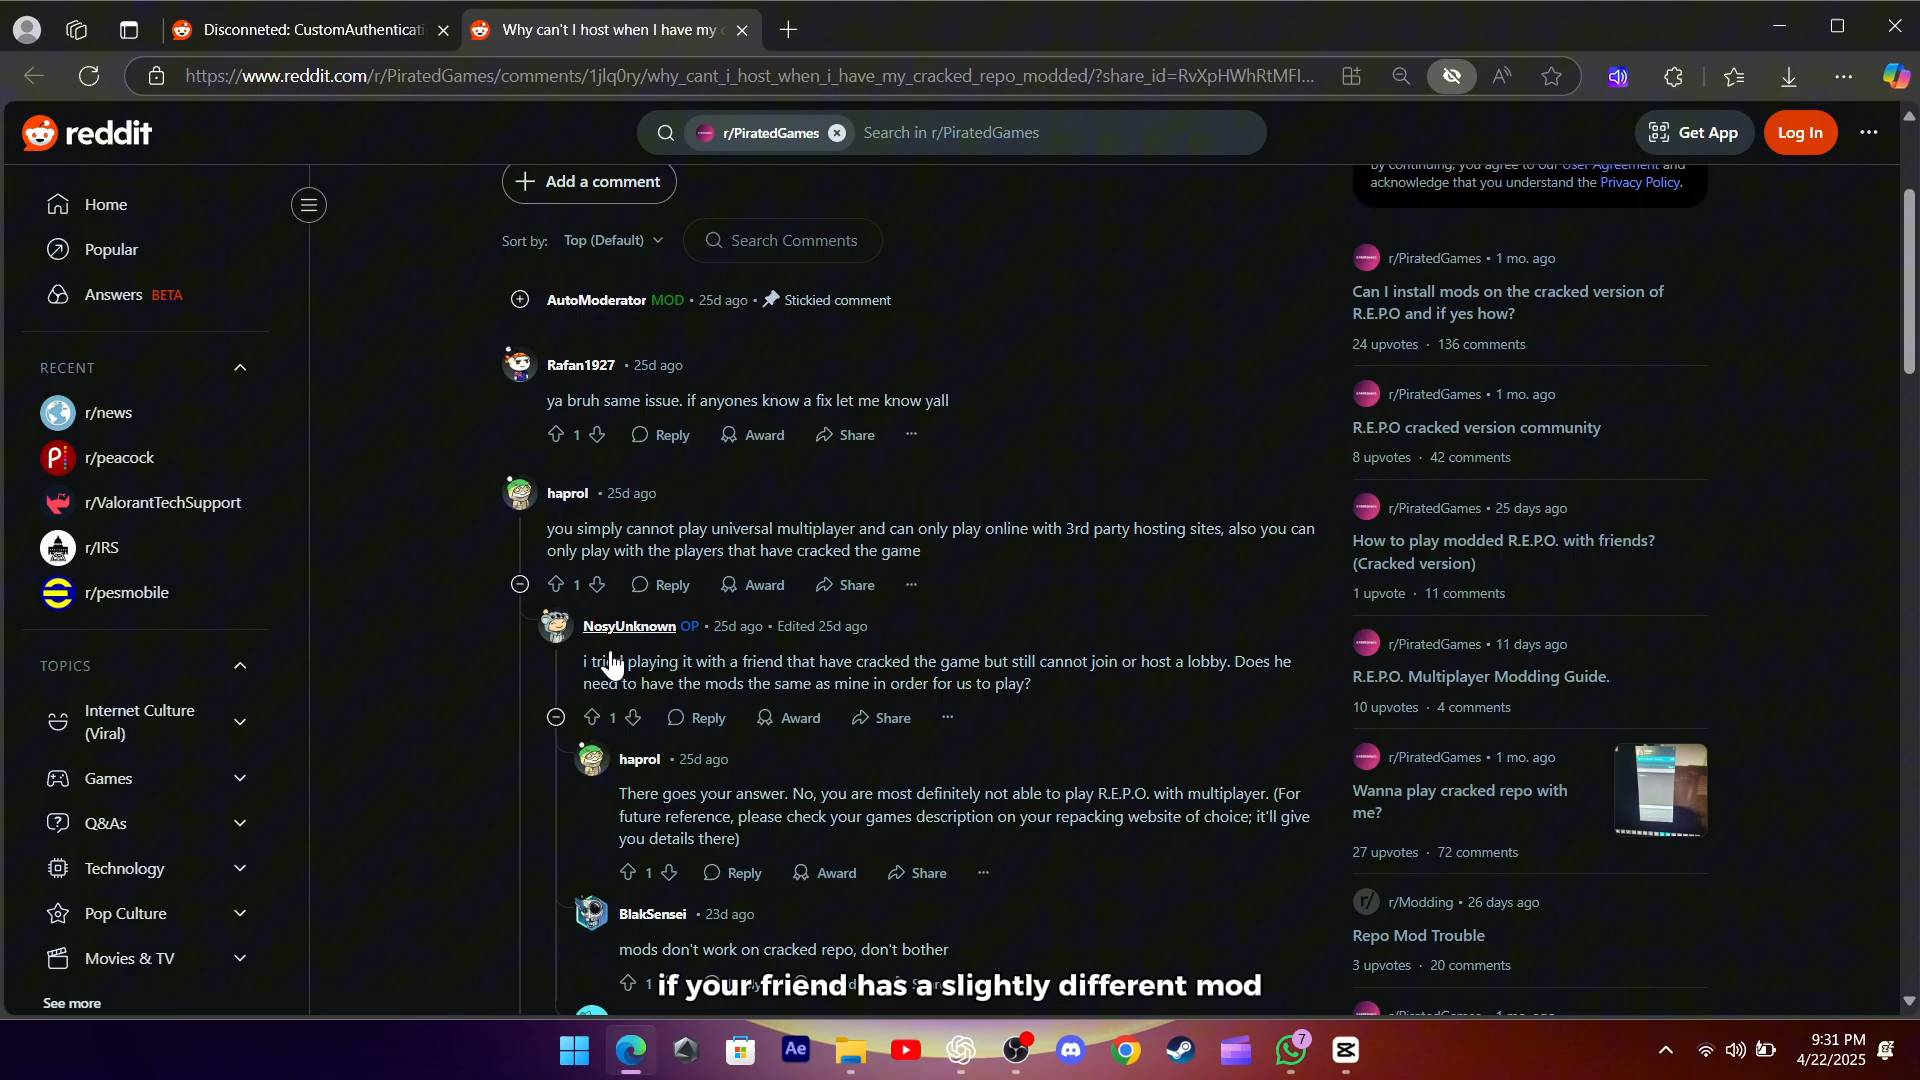 Disconneted: CustomAuthenticati
Why can't I host when I have my
https://www.reddit.com/r/PiratedGames/comments/1jlq0ry/why_cant_i_host_when_i_have_my_cracked_repo_modded/?share_id=RvXpHWhRtMFI...
reddit
r/PiratedGames
Search in r/PiratedGames
Get App
Log In
Home
Popular
Answers BETA
RECENT
r/news
r/peacock
r/ValorantTechSupport
r/IRS
r/pesmobile
TOPICS
Internet Culture
(Viral)
Games
Q&As
Technology
Pop Culture
Movies & TV
See more
Add a comment
Sort by: Top (Default)
Search Comments
AutoModerator MOD • 25d ago • Stickied comment
Rafan1927 • 25d ago
ya bruh same issue. if anyones know a fix let me know yall
1 Reply Award Share
haprol • 25d ago
you simply cannot play universal multiplayer and can only play online with 3rd party hosting sites, also you can
only play with the players that have cracked the game
1 Reply Award Share
NosyUnknown OP • 25d ago • Edited 25d ago
i tried playing it with a friend that have cracked the game but still cannot join or host a lobby. Does he
need to have the mods the same as mine in order for us to play?
1 Reply Award Share
haprol • 25d ago
There goes your answer. No, you are most definitely not able to play R.E.P.O. with multiplayer. (For
future reference, please check your games description on your repacking website of choice; it'll give
you details there)
1 Reply Award Share
BlakSensei • 23d ago
mods don't work on cracked repo, don't bother
1
if your friend has a slightly different mod
By continuing, you agree to our User Agreement and
acknowledge that you understand the Privacy Policy.
r/PiratedGames • 1 mo. ago
Can I install mods on the cracked version of
R.E.P.O and if yes how?
24 upvotes · 136 comments
r/PiratedGames • 1 mo. ago
R.E.P.O cracked version community
8 upvotes · 42 comments
r/PiratedGames • 25 days ago
How to play modded R.E.P.O. with friends?
(Cracked version)
1 upvote · 11 comments
r/PiratedGames • 11 days ago
R.E.P.O. Multiplayer Modding Guide.
10 upvotes · 4 comments
r/PiratedGames • 1 mo. ago
Wanna play cracked repo with
me?
27 upvotes · 72 comments
r/
r/Modding • 26 days ago
Repo Mod Trouble
3 upvotes · 20 comments
Ae
7
9:31 PM
4/22/2025